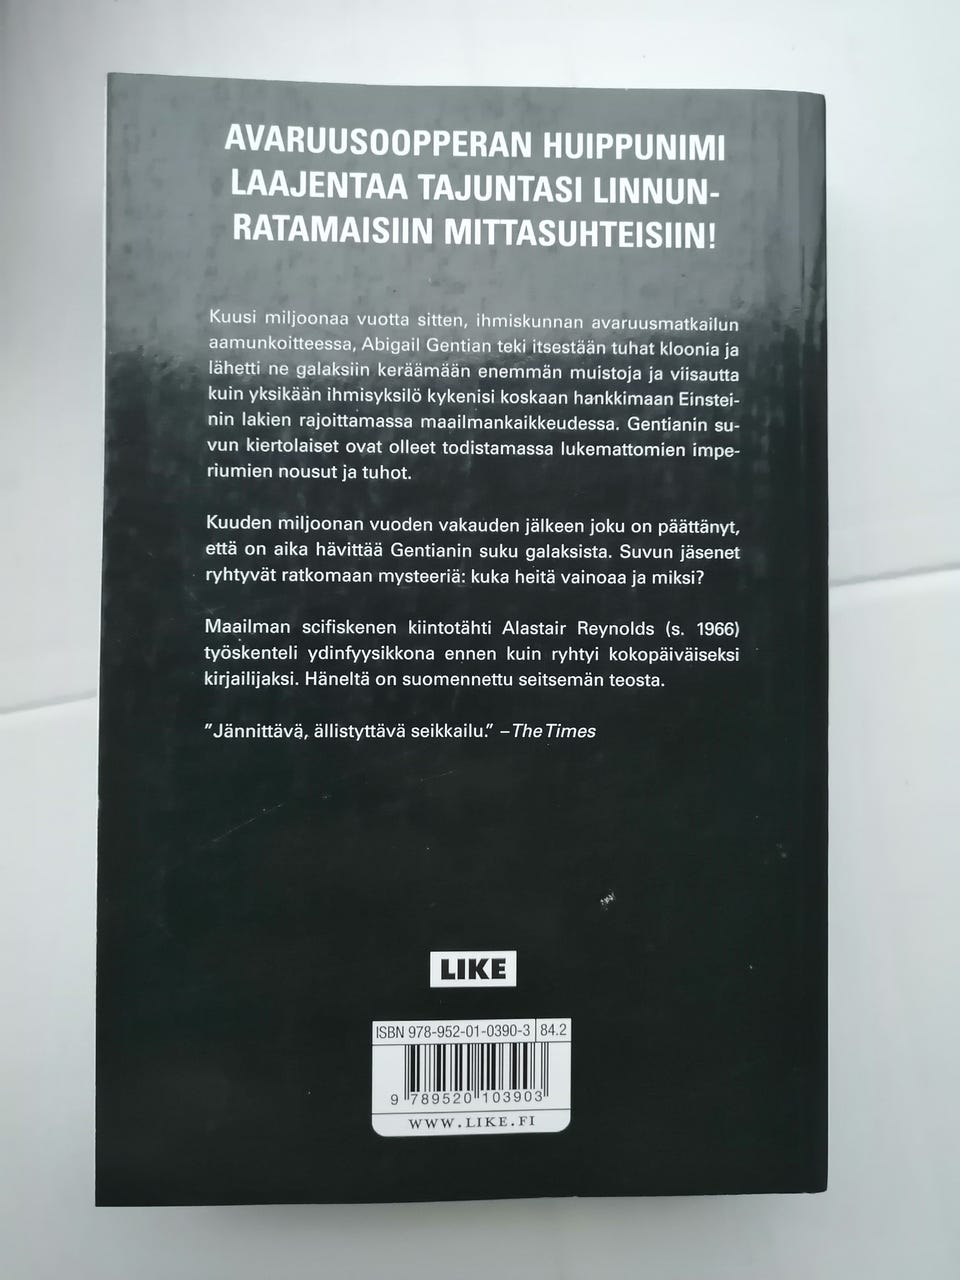 AVARUUSOOPPERAN HUIPPUNIMI
LAAJENTAA TAJUNTASI LINNUN-
RATAMAISIIN MITTASUHTEISIIN!
Kuusi miljoonaa vuotta sitten, ihmiskunnan avaruusmatkailun
aamunkoitteessa, Abigail Gentian teki itsestään tuhat kloonia ja
lähetti ne galaksiin keräämään enemmän muistoja ja viisautta
kuin yksikään ihmisyksilö kykenisi koskaan hankkimaan Einstei-
nin lakien rajoittamassa maailmankaikkeudessa. Gentianin su-
vun kiertolaiset ovat olleet todistamassa lukemattomien impe-
riumien nousut ja tuhot.
Kuuden miljoonan vuoden vakauden jälkeen joku on päättänyt,
että on aika hävittää Gentianin suku galaksista. Suvun jäsenet
ryhtyvät ratkomaan mysteeriä: kuka heitä vainoaa ja miksi?
Maailman scifiskenen kiintotähti Alastair Reynolds (s. 1966)
työskenteli ydinfyysikkona ennen kuin ryhtyi kokopäiväiseksi
kirjailijaksi. Häneltä on suomennettu seitsemän teosta.
”Jännittävä, ällistyttävä seikkailu.” – The Times
LIKE
ISBN 978-952-01-0390-3 84.2
9 789520 103903
WWW.LIKE.FI